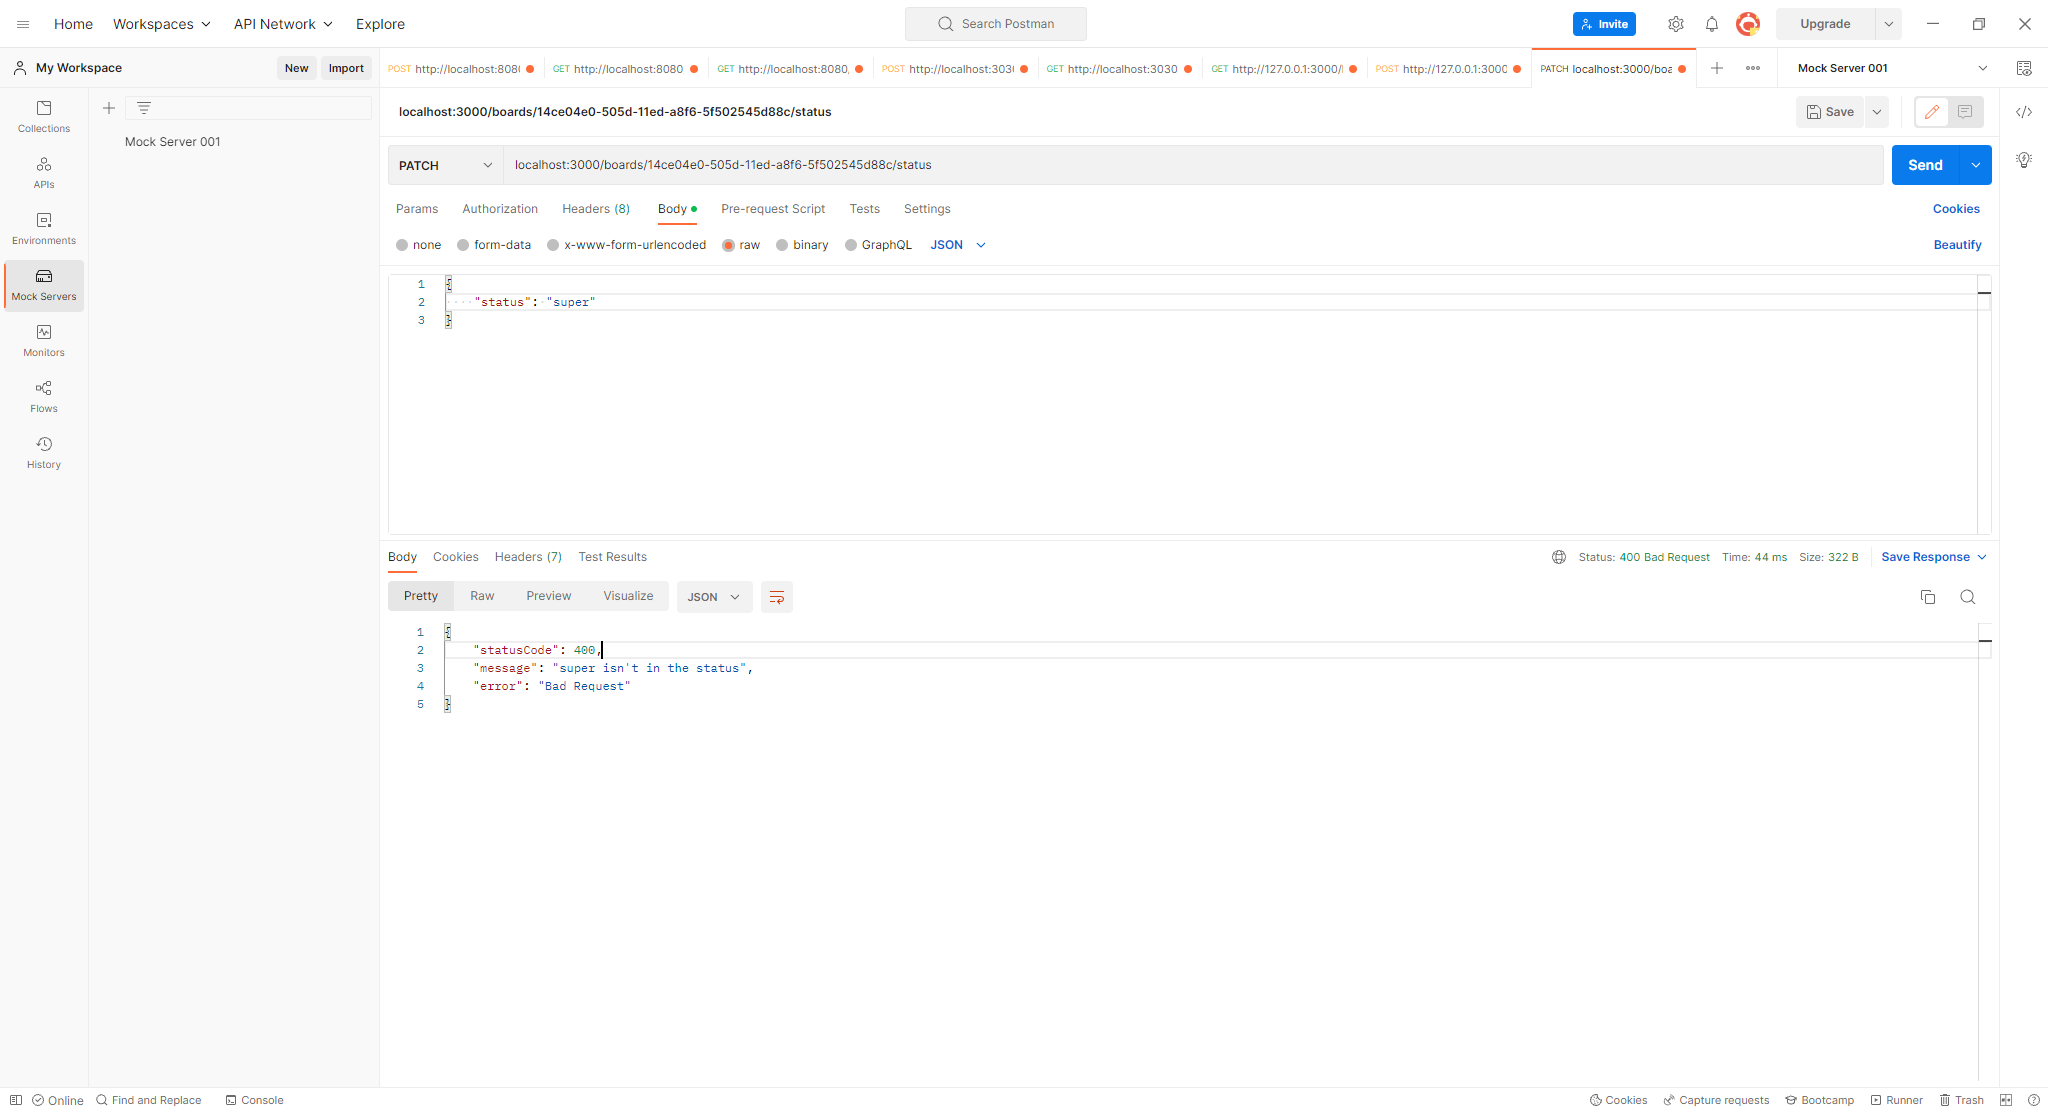 Home Workspaces API Network Explore Search Postman Invite Upgrade
My Workspace New Import
POST http://localhost:808 GET http://localhost:8080 GET http://localhost:8080, POST http://localhost:303 GET http://localhost:3030 GET http://127.0.0.1:3000/ POST http://127.0.0.1:3000 PATCH localhost:3000/boa Mock Server 001
Collections
APIs
Environments
Mock Servers
Monitors
Flows
History
Mock Server 001
localhost:3000/boards/14ce04e0-505d-11ed-a8f6-5f502545d88c/status Save
PATCH localhost:3000/boards/14ce04e0-505d-11ed-a8f6-5f502545d88c/status Send
Params Authorization Headers (8) Body Pre-request Script Tests Settings Cookies
none form-data x-www-form-urlencoded raw binary GraphQL JSON Beautify
1 {
2 "status": "super"
3 }
Body Cookies Headers (7) Test Results Status: 400 Bad Request Time: 44 ms Size: 322 B Save Response
Pretty Raw Preview Visualize JSON
1 {
2 "statusCode": 400,
3 "message": "super isn't in the status",
4 "error": "Bad Request"
5 }
Online Find and Replace Console Cookies Capture requests Bootcamp Runner Trash